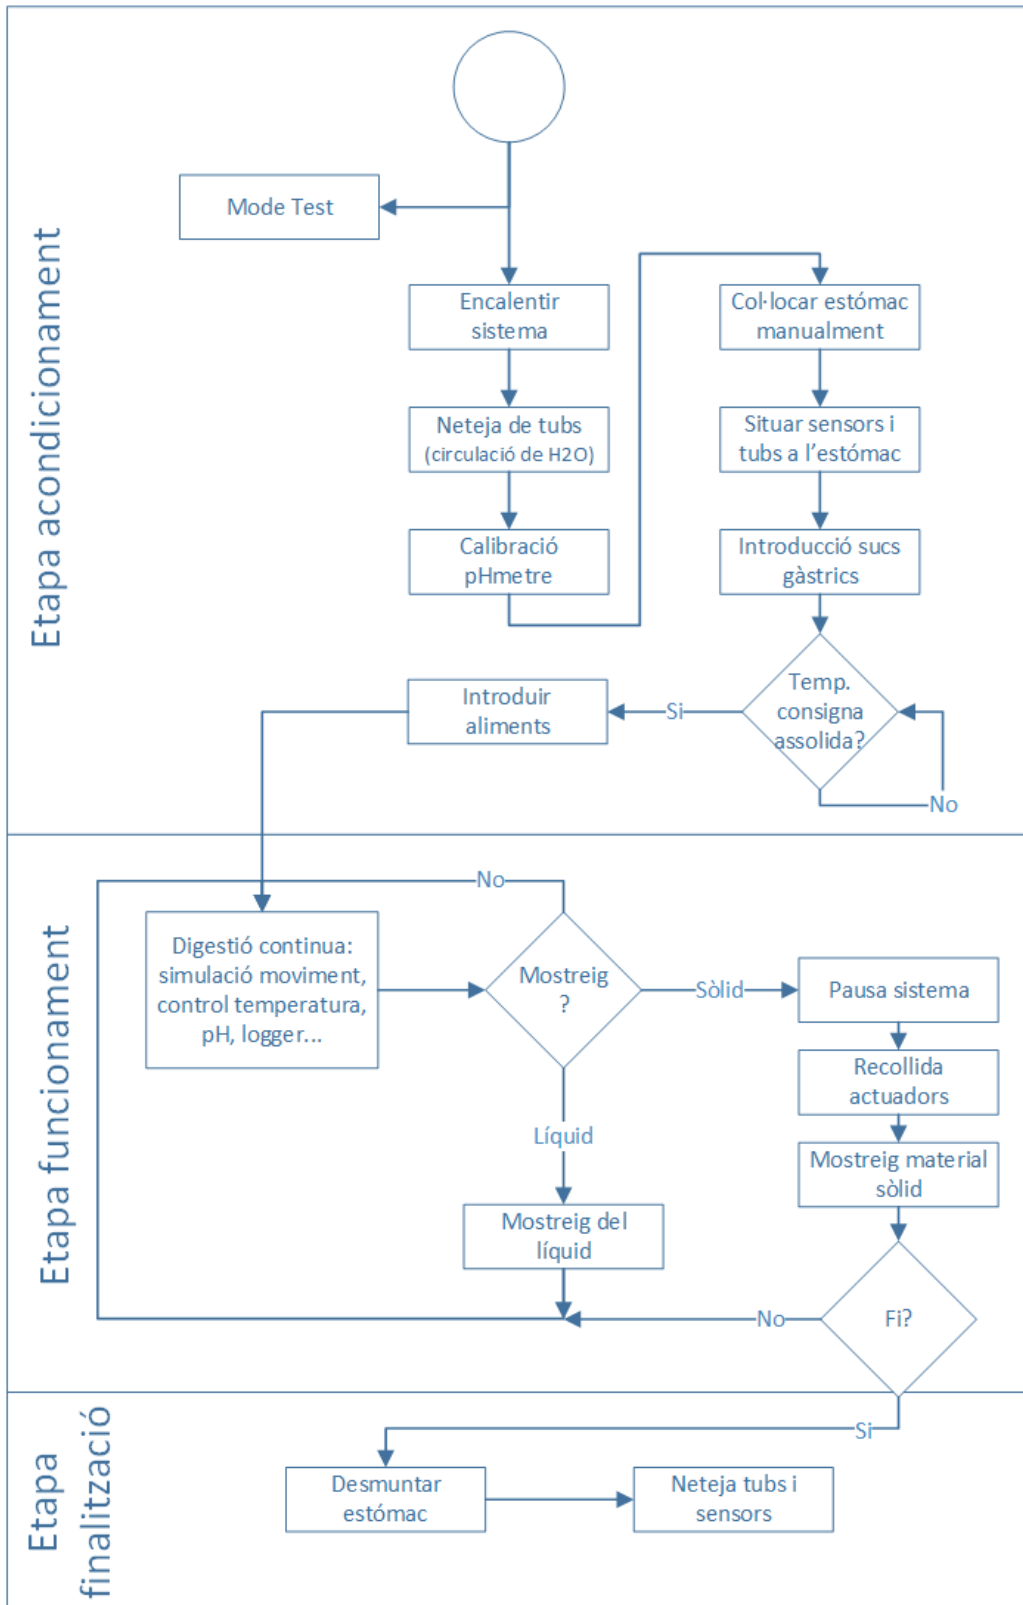 Etapa acondicionament
Mode Test
Encalentir
sistema
Neteja de tubs
(circulació de H2O)
Calibració
pHmetre
Col·locar estómac
manualment
Situar sensors i
tubs a l'estómac
Introducció sucs
gàstrics
Temp.
consigna
assolida?
No
Si
Introduir
aliments
Etapa funcionament
Digestió continua:
simulació moviment,
control temperatura,
pH, logger...
Mostreig
?
No
Sòlid
Líquid
Mostreig del
líquid
Pausa sistema
Recollida
actuadors
Mostreig material
sòlid
Fi?
No
Si
Etapa
finalització
Desmuntar
estómac
Neteja tubs i
sensors